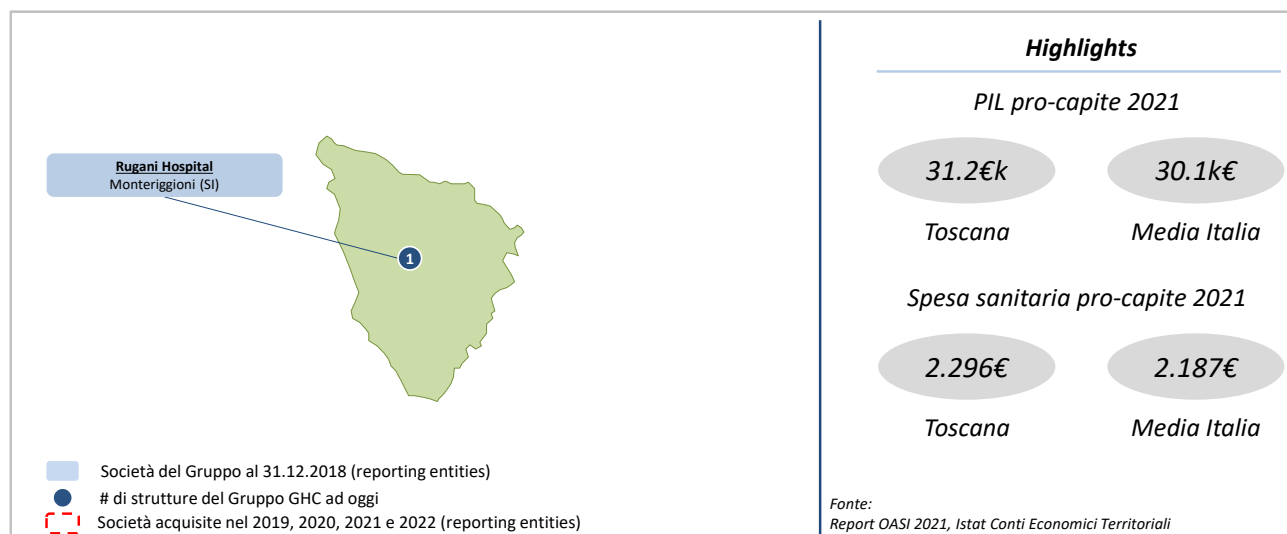 Rugani Hospital
Monteriggioni (SI)
1
Società del Gruppo al 31.12.2018 (reporting entities)
# di strutture del Gruppo GHC ad oggi
Società acquisite nel 2019, 2020, 2021 e 2022 (reporting entities)
Highlights
PIL pro-capite 2021
31.2€k 30.1k€
Toscana Media Italia
Spesa sanitaria pro-capite 2021
2.296€ 2.187€
Toscana Media Italia
Fonte:
Report OASI 2021, Istat Conti Economici Territoriali